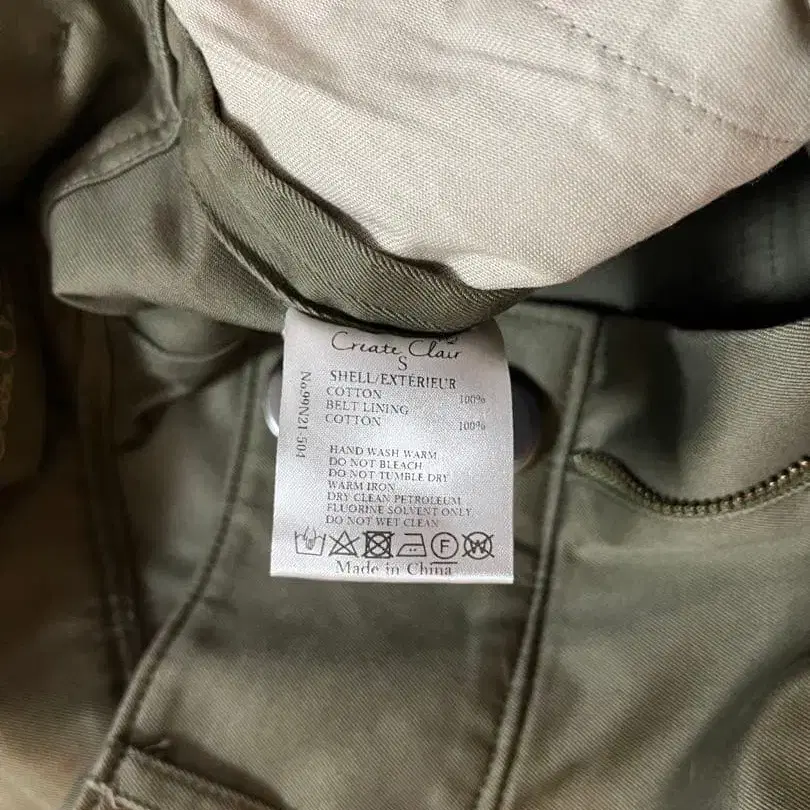 Create Clair
S
SHELL/EXTÉRIEUR
COTTON 100%
BELT LINING
COTTON 100%
HAND WASH WARM
DO NOT BLEACH
DO NOT TUMBLE DRY
WARM IRON
DRY CLEAN PETROLEUM
FLUORINE SOLVENT ONLY
DO NOT WET CLEAN
F W
Made in China
No.99N21-504